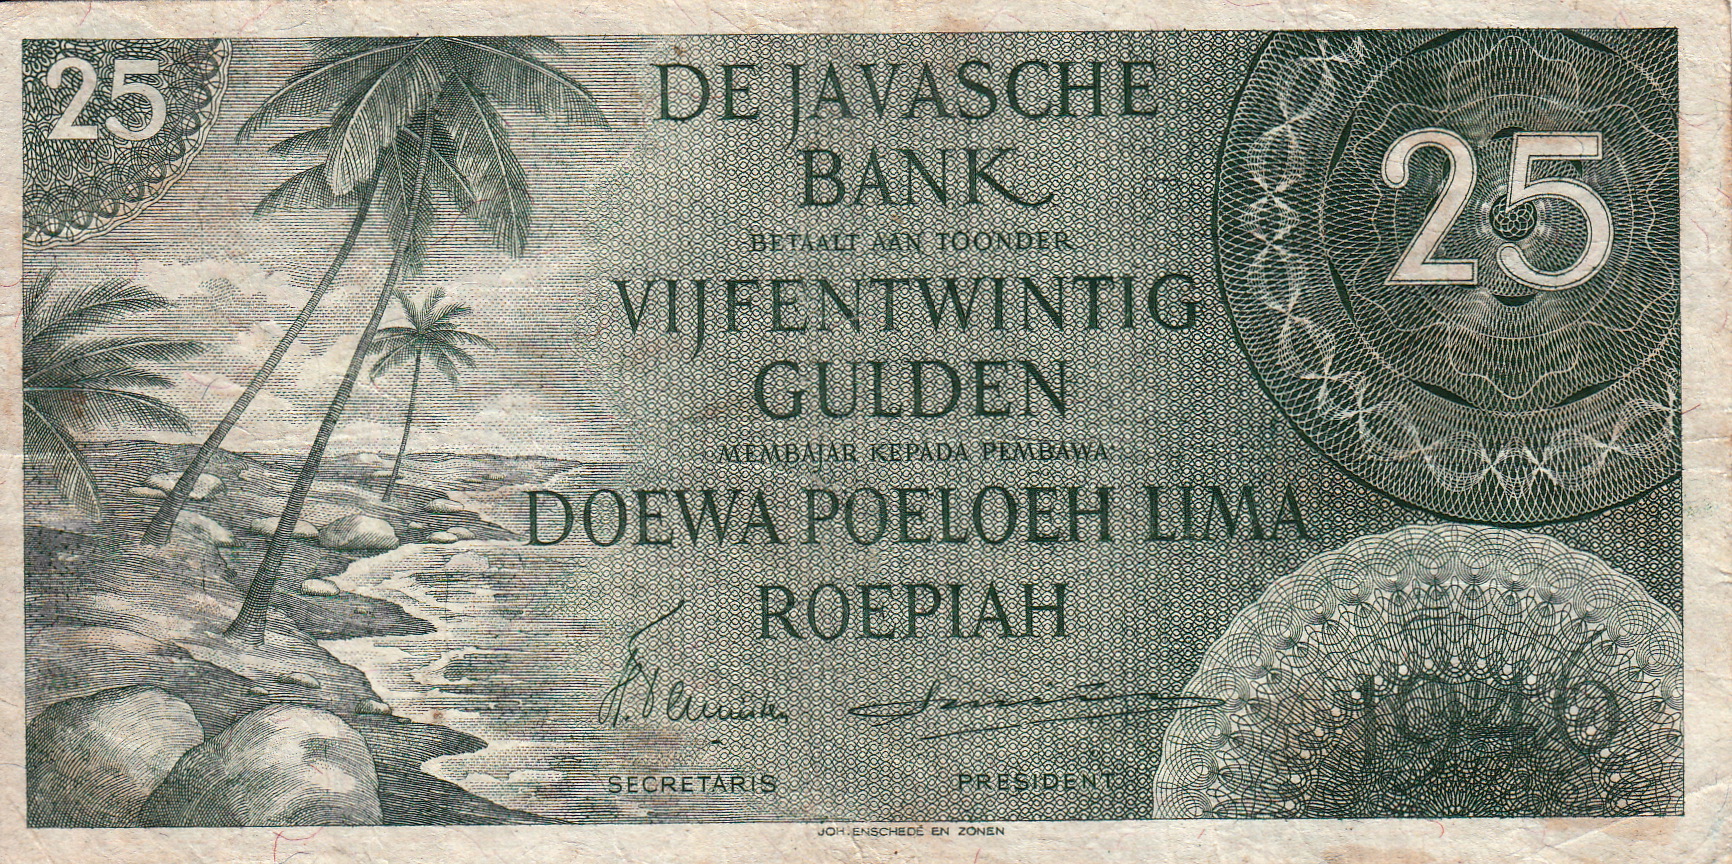 25
DE JAVASCHE
BANK
25
BETAALT AAN TOONDER
VIJFENTWINTIG
GULDEN
MEMBAJAR KEPADA PEMBAWA
DOEWA POELOEH LIMA
ROEPIAH
1946
SECRETARIS
PRESIDENT
JOH. ENSCHEDÉ EN ZONEN